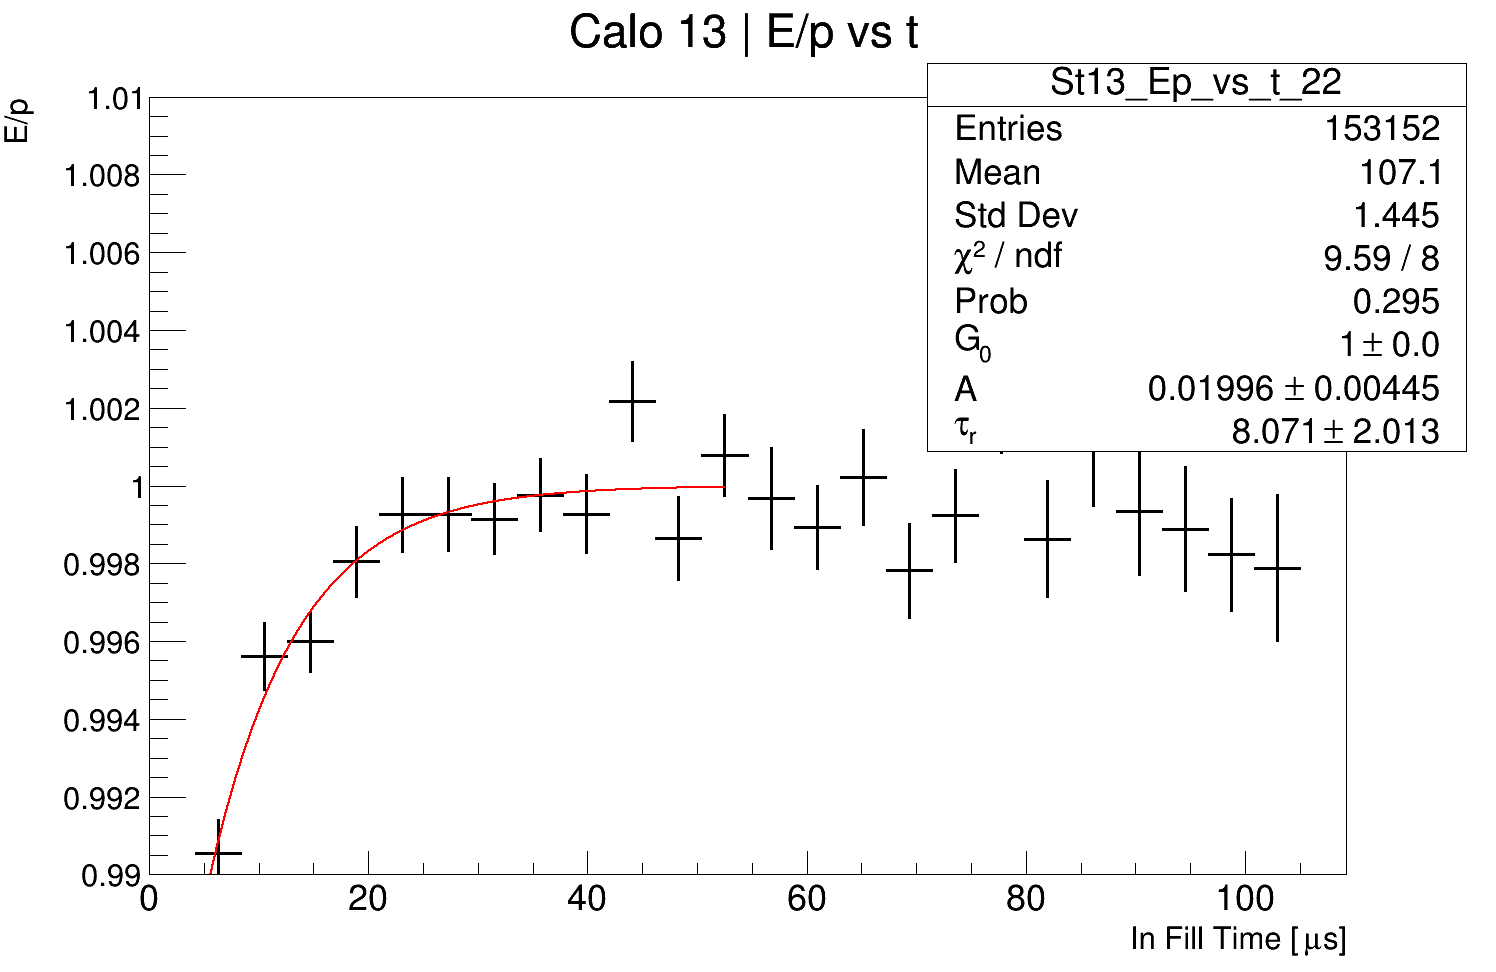 Calo 13 | E/p vs t
E/p
St13_Ep_vs_t_22
Entries 153152
Mean 107.1
Std Dev 1.445
χ² / ndf 9.59 / 8
Prob 0.295
G₀ 1 ± 0.0
A 0.01996 ± 0.00445
τᵣ 8.071 ± 2.013
1.01
1.008
1.006
1.004
1.002
1
0.998
0.996
0.994
0.992
0.99
0 20 40 60 80 100
In Fill Time [μs]